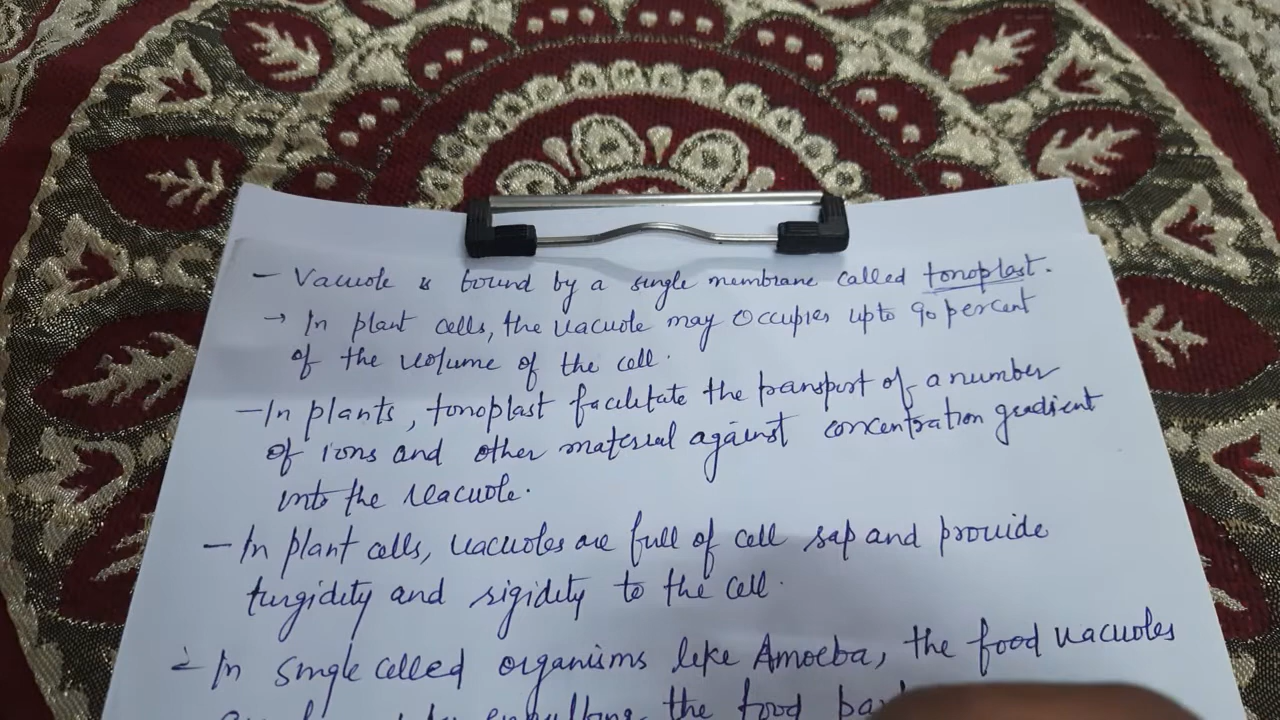 - Vacuole is bound by a single membrane called tonoplast.
→ In plant cells, the vacuole may occupies upto 90 percent
of the volume of the cell.
- In plants, tonoplast facilitate the transport of a number
of ions and other material against concentration gradient
into the vacuole.
- In plant cells, vacuoles are full of cell sap and provide
turgidity and rigidity to the cell.
- In single celled organisms like Amoeba, the food vacuoles
engulfing the food